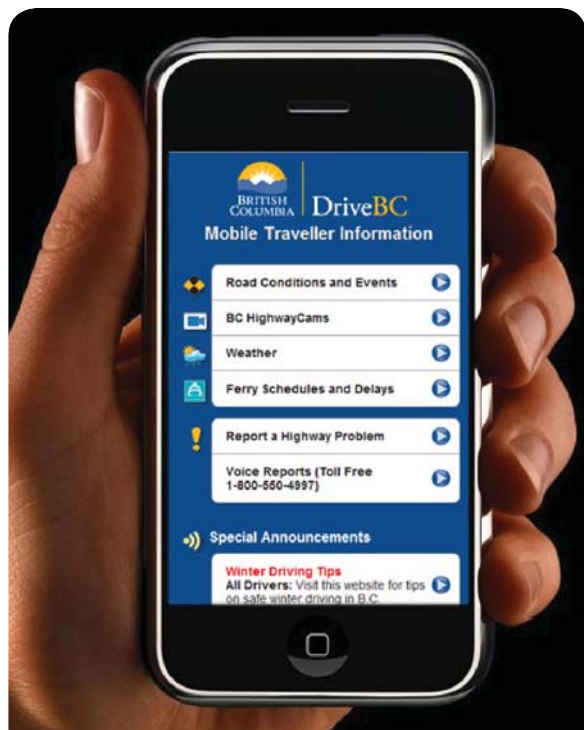 BRITISH
COLUMBIA
DriveBC
Mobile Traveller Information
Road Conditions and Events
BC HighwayCams
Weather
Ferry Schedules and Delays
Report a Highway Problem
Voice Reports (Toll Free
1-800-550-4997)
Special Announcements
Winter Driving Tips
All Drivers: Visit this website for tips
on safe winter driving in B.C.